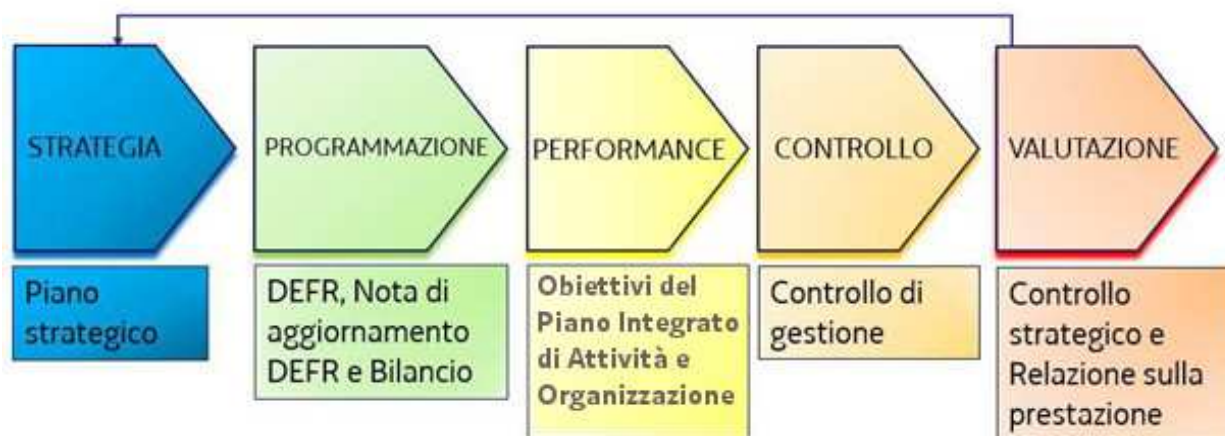 STRATEGIA
PROGRAMMAZIONE
PERFORMANCE
CONTROLLO
VALUTAZIONE
Piano
strategico
DEFR, Nota di
aggiornamento
DEFR e Bilancio
Obiettivi del
Piano Integrato
di Attività e
Organizzazione
Controllo di
gestione
Controllo
strategico e
Relazione sulla
prestazione